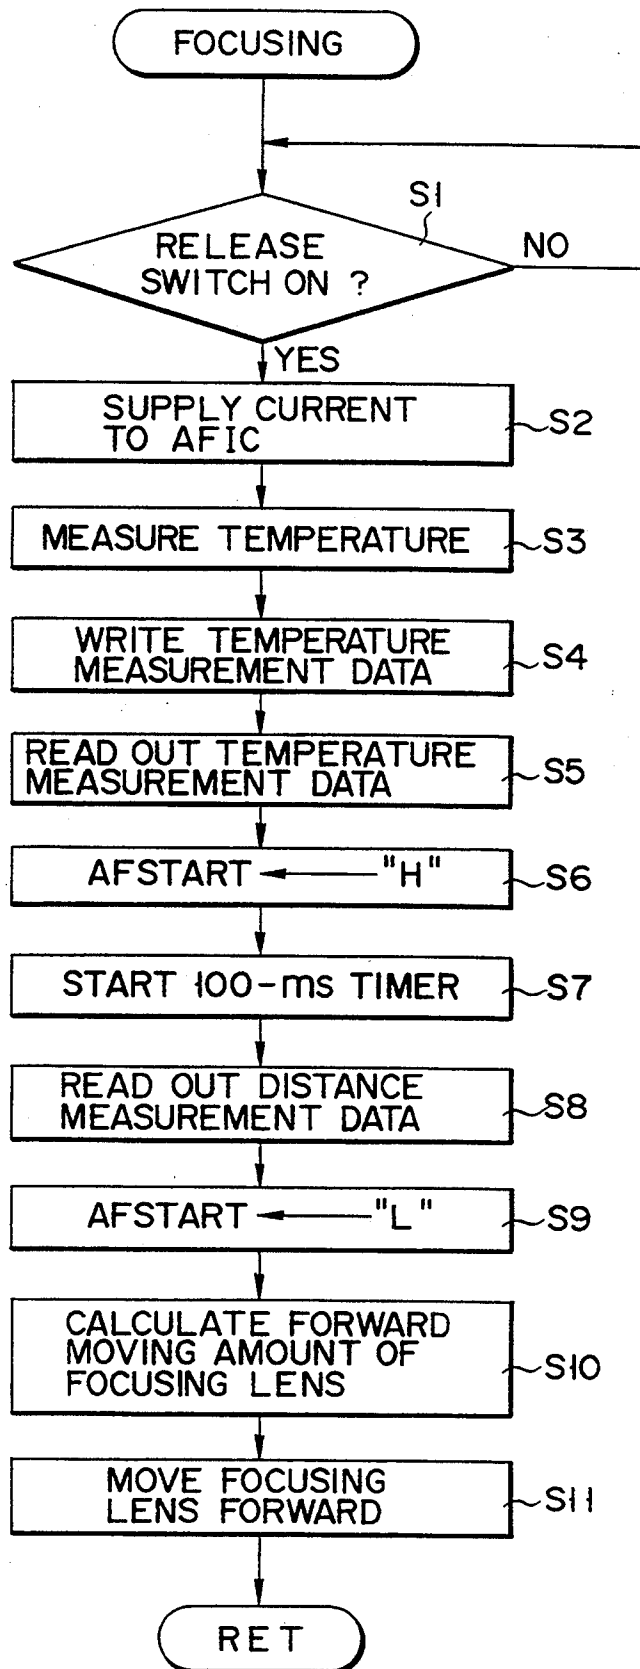 FOCUSING
S1
RELEASE
SWITCH ON ?
NO
YES
SUPPLY CURRENT
TO AFIC
S2
MEASURE TEMPERATURE
S3
WRITE TEMPERATURE
MEASUREMENT DATA
S4
READ OUT TEMPERATURE
MEASUREMENT DATA
S5
AFSTART ← "H"
S6
START 100-ms TIMER
S7
READ OUT DISTANCE
MEASUREMENT DATA
S8
AFSTART ← "L"
S9
CALCULATE FORWARD
MOVING AMOUNT OF
FOCUSING LENS
S10
MOVE FOCUSING
LENS FORWARD
S11
RET